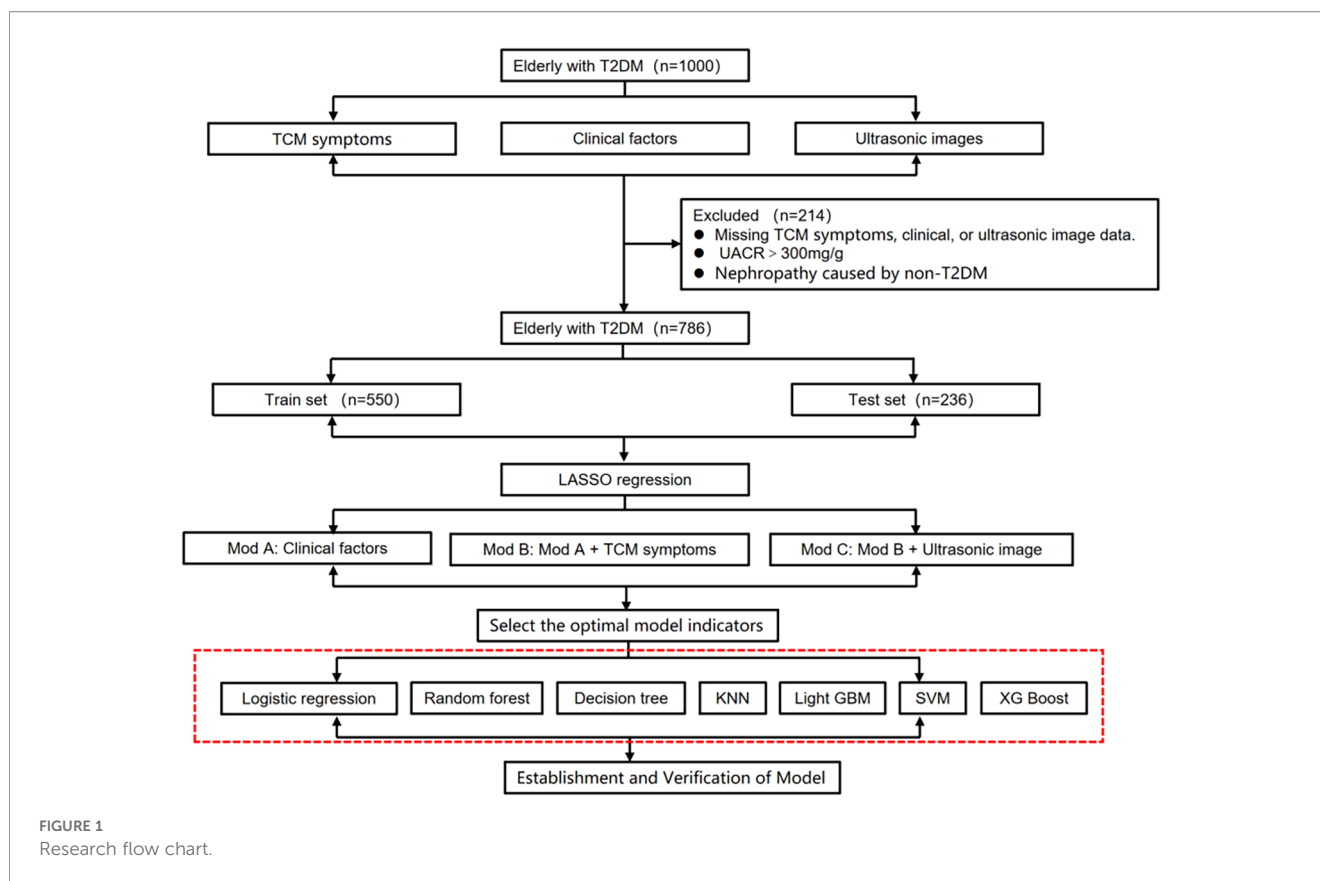 Elderly with T2DM (n=1000)
TCM symptoms
Clinical factors
Ultrasonic images
Excluded (n=214)
● Missing TCM symptoms, clinical, or ultrasonic image data.
● UACR > 300mg/g
● Nephropathy caused by non-T2DM
Elderly with T2DM (n=786)
Train set (n=550)
Test set (n=236)
LASSO regression
Mod A: Clinical factors
Mod B: Mod A + TCM symptoms
Mod C: Mod B + Ultrasonic image
Select the optimal model indicators
Logistic regression
Random forest
Decision tree
KNN
Light GBM
SVM
XG Boost
Establishment and Verification of Model
FIGURE 1
Research flow chart.